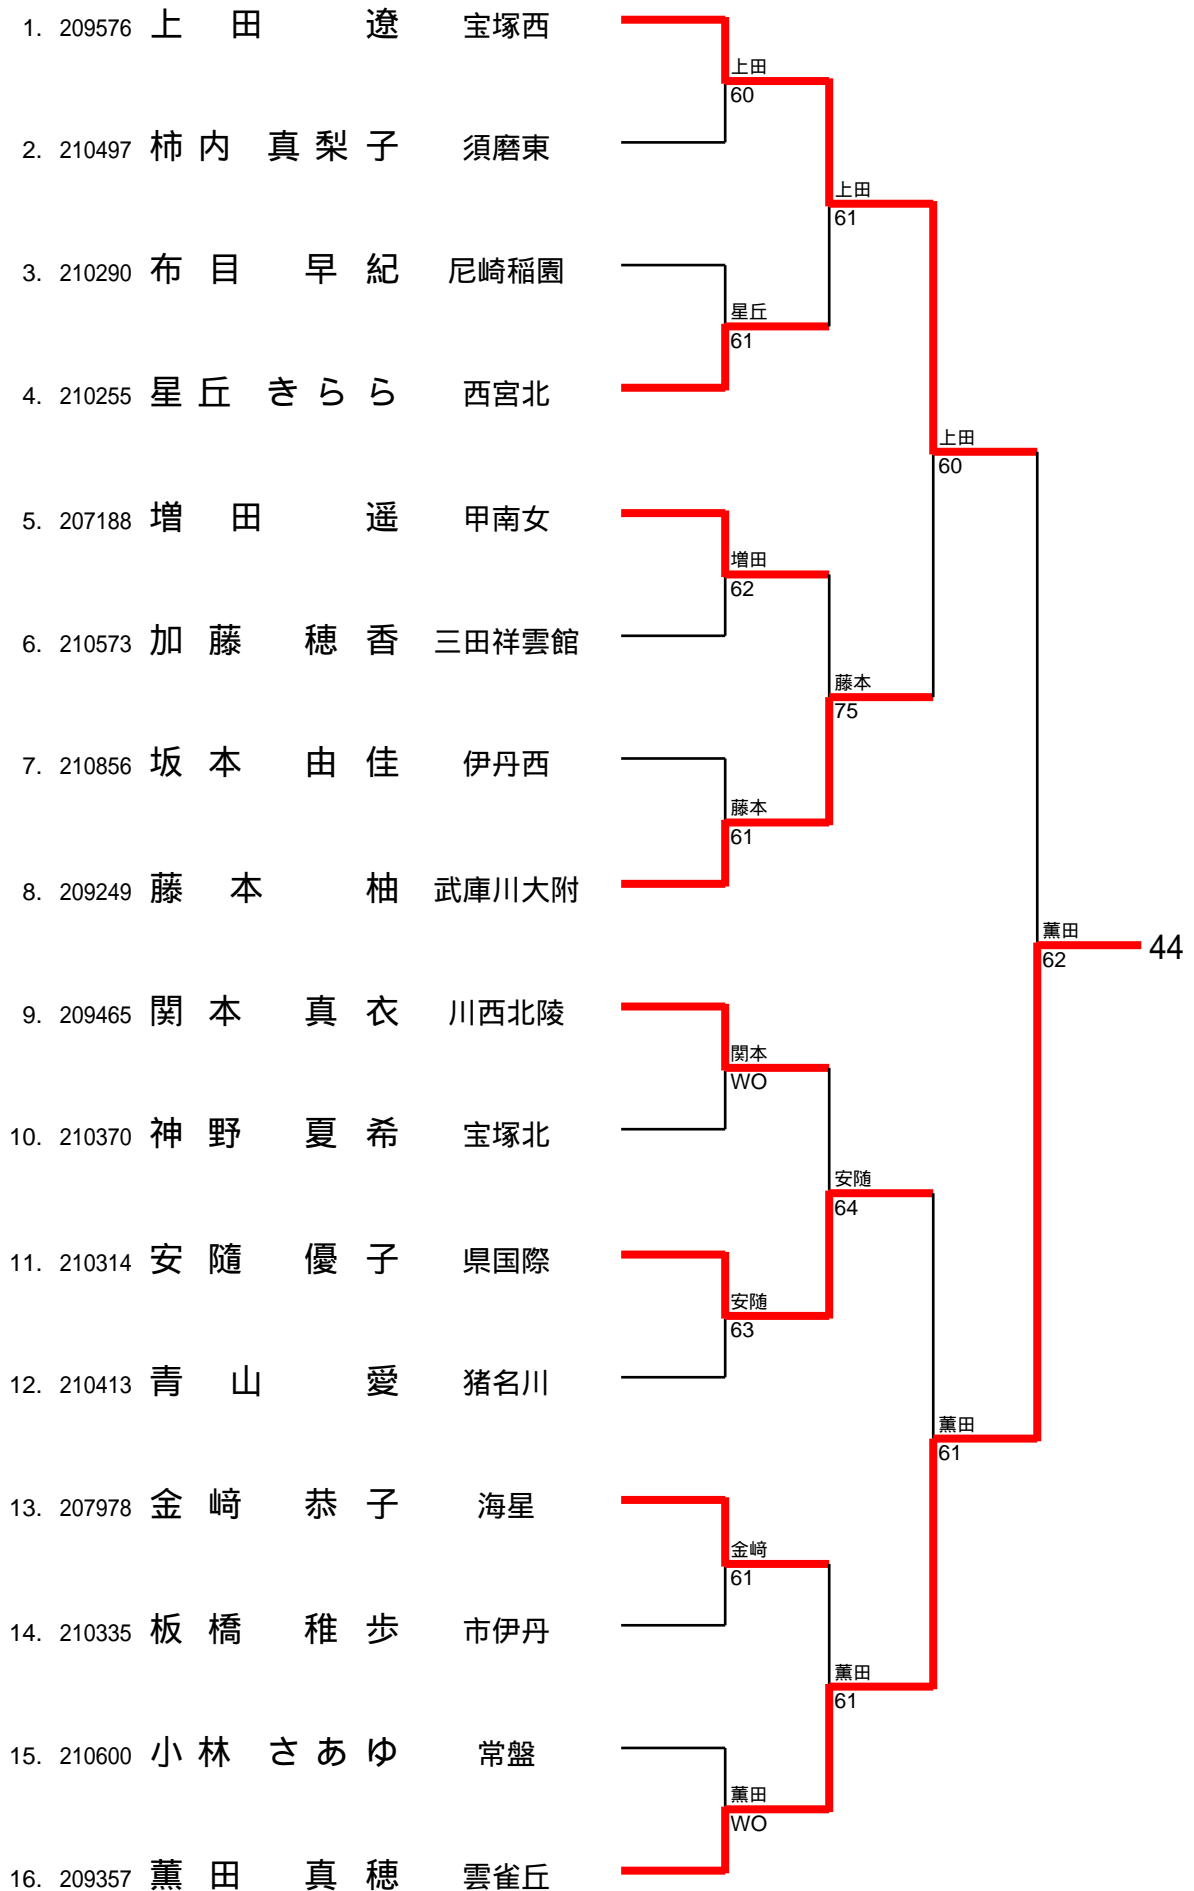 1. 209576 上田 遼 宝塚西
上田
60
2. 210497 柿内 真梨子 須磨東
上田
61
3. 210290 布目 早紀 尼崎稲園
星丘
61
4. 210255 星丘 きらら 西宮北
上田
60
5. 207188 増田 遥 甲南女
増田
62
6. 210573 加藤 穂香 三田祥雲館
藤本
75
7. 210856 坂本 由佳 伊丹西
藤本
61
8. 209249 藤本 柚 武庫川大附
薫田
62
44
9. 209465 関本 真衣 川西北陵
関本
WO
10. 210370 神野 夏希 宝塚北
安随
64
11. 210314 安隨 優子 県国際
安随
63
12. 210413 青山 愛 猪名川
薫田
61
13. 207978 金﨑 恭子 海星
金﨑
61
14. 210335 板橋 稚歩 市伊丹
薫田
61
15. 210600 小林 さあゆ 常盤
薫田
WO
16. 209357 薫田 真穂 雲雀丘